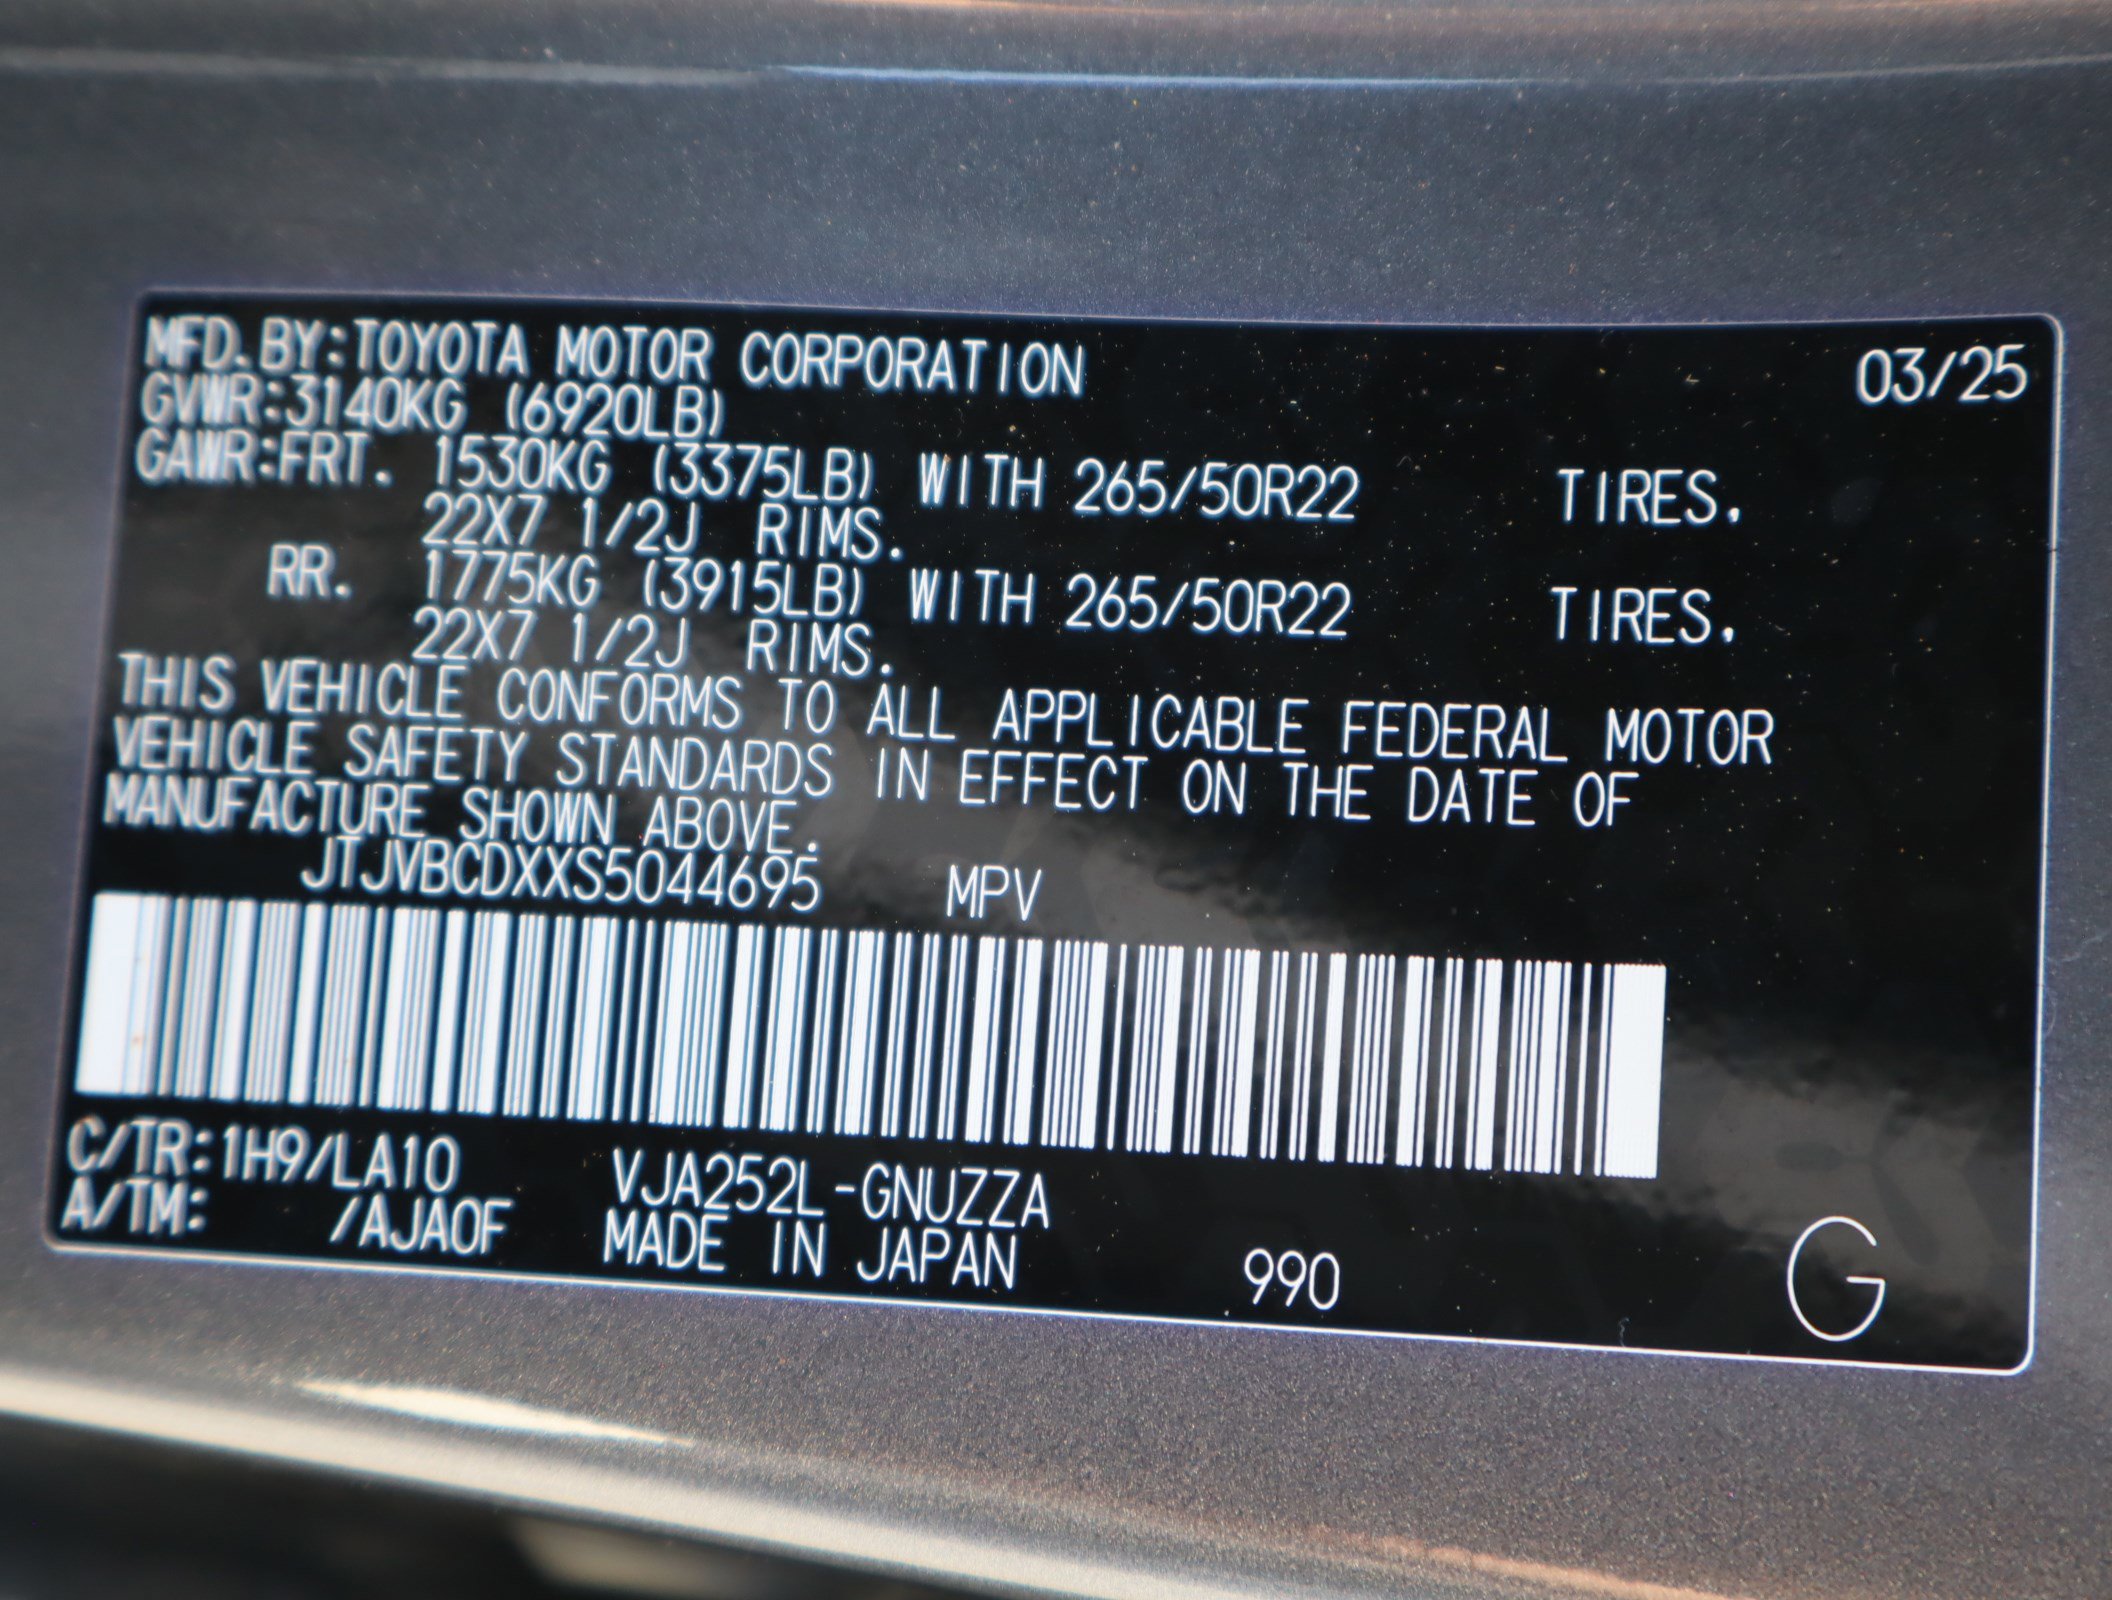 MFD.BY:TOYOTA MOTOR CORPORATION 03/25
GVWR:3140KG (6920LB)
GAWR:FRT. 1530KG (3375LB) WITH 265/50R22 TIRES.
22X7 1/2J RIMS.
RR. 1775KG (3915LB) WITH 265/50R22 TIRES.
22X7 1/2J RIMS.
THIS VEHICLE CONFORMS TO ALL APPLICABLE FEDERAL MOTOR
VEHICLE SAFETY STANDARDS IN EFFECT ON THE DATE OF
MANUFACTURE SHOWN ABOVE.
JTJVBCDXXS5044695 MPV
C/TR:1H9/LA10 VJA252L-GNUZZA
A/TM: /AJA0F MADE IN JAPAN 990 G